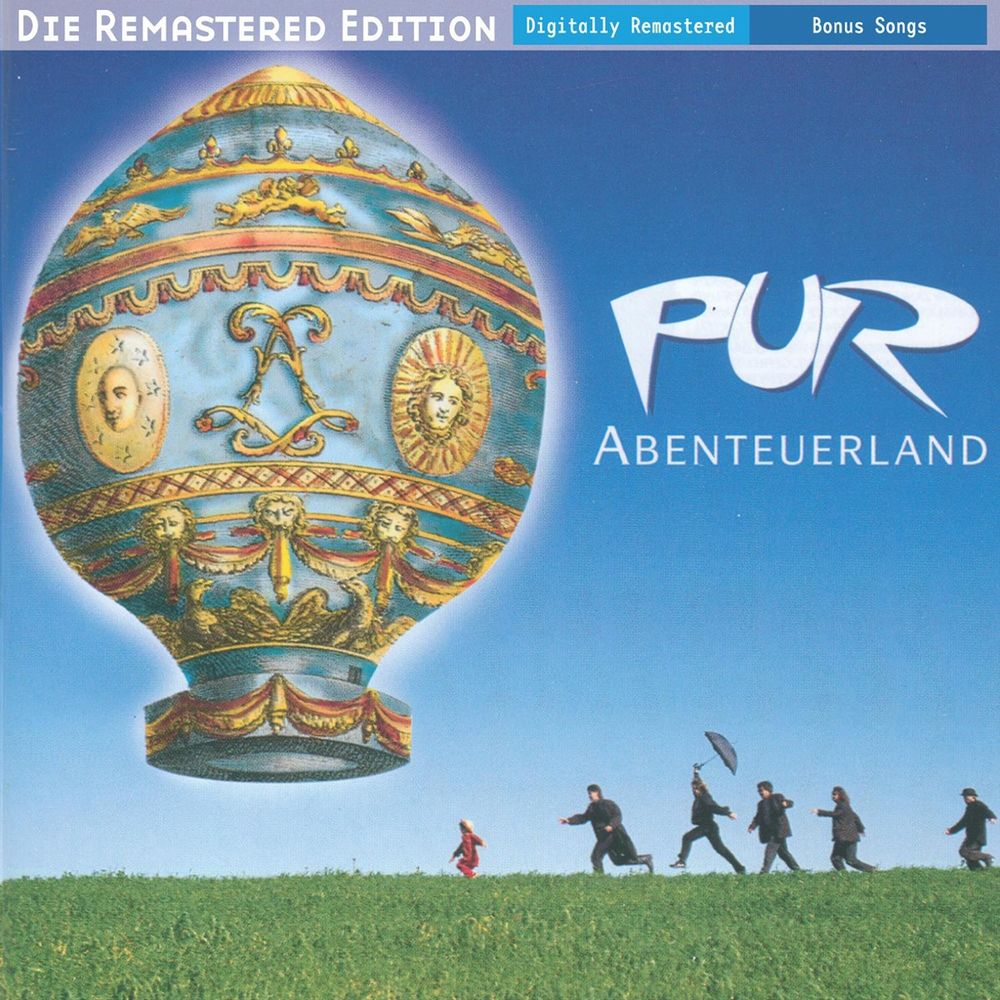 DIE REMASTERED EDITION
Digitally Remastered
Bonus Songs
PUR
ABENTEUERLAND